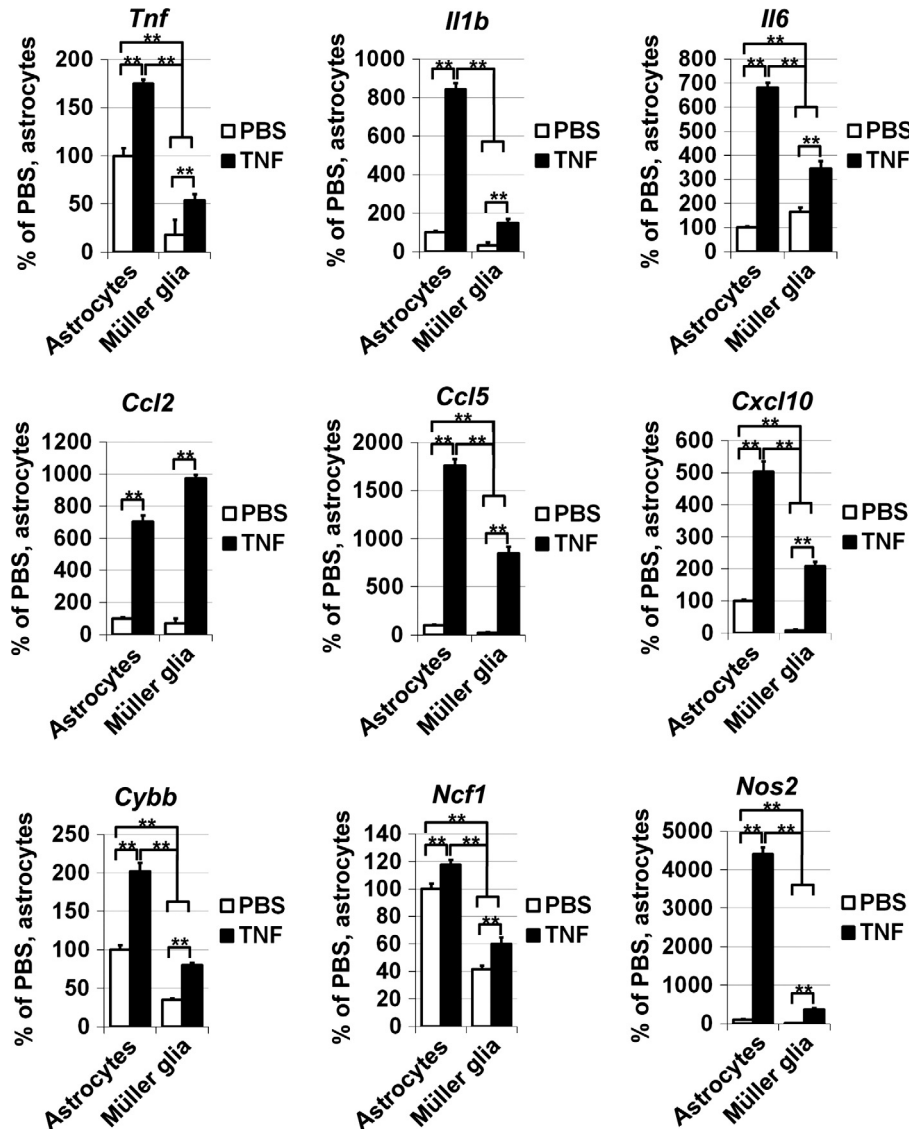 Tnf
% of PBS, astrocytes
200
150
100
50
0
**
** **
**
Astrocytes
Müller glia
PBS
TNF
Il1b
% of PBS, astrocytes
1000
800
600
400
200
0
** **
**
Astrocytes
Müller glia
PBS
TNF
Il6
% of PBS, astrocytes
800
700
600
500
400
300
200
100
0
**
** **
**
Astrocytes
Müller glia
PBS
TNF
Ccl2
% of PBS, astrocytes
1200
1000
800
600
400
200
0
**
**
Astrocytes
Müller glia
PBS
TNF
Ccl5
% of PBS, astrocytes
2000
1500
1000
500
0
**
** **
**
Astrocytes
Müller glia
PBS
TNF
Cxcl10
% of PBS, astrocytes
600
500
400
300
200
100
0
**
** **
**
Astrocytes
Müller glia
PBS
TNF
Cybb
% of PBS, astrocytes
250
200
150
100
50
0
**
** **
**
Astrocytes
Müller glia
PBS
TNF
Ncf1
% of PBS, astrocytes
140
120
100
80
60
40
20
0
**
** **
**
Astrocytes
Müller glia
PBS
TNF
Nos2
% of PBS, astrocytes
5000
4000
3000
2000
1000
0
**
** **
**
Astrocytes
Müller glia
PBS
TNF